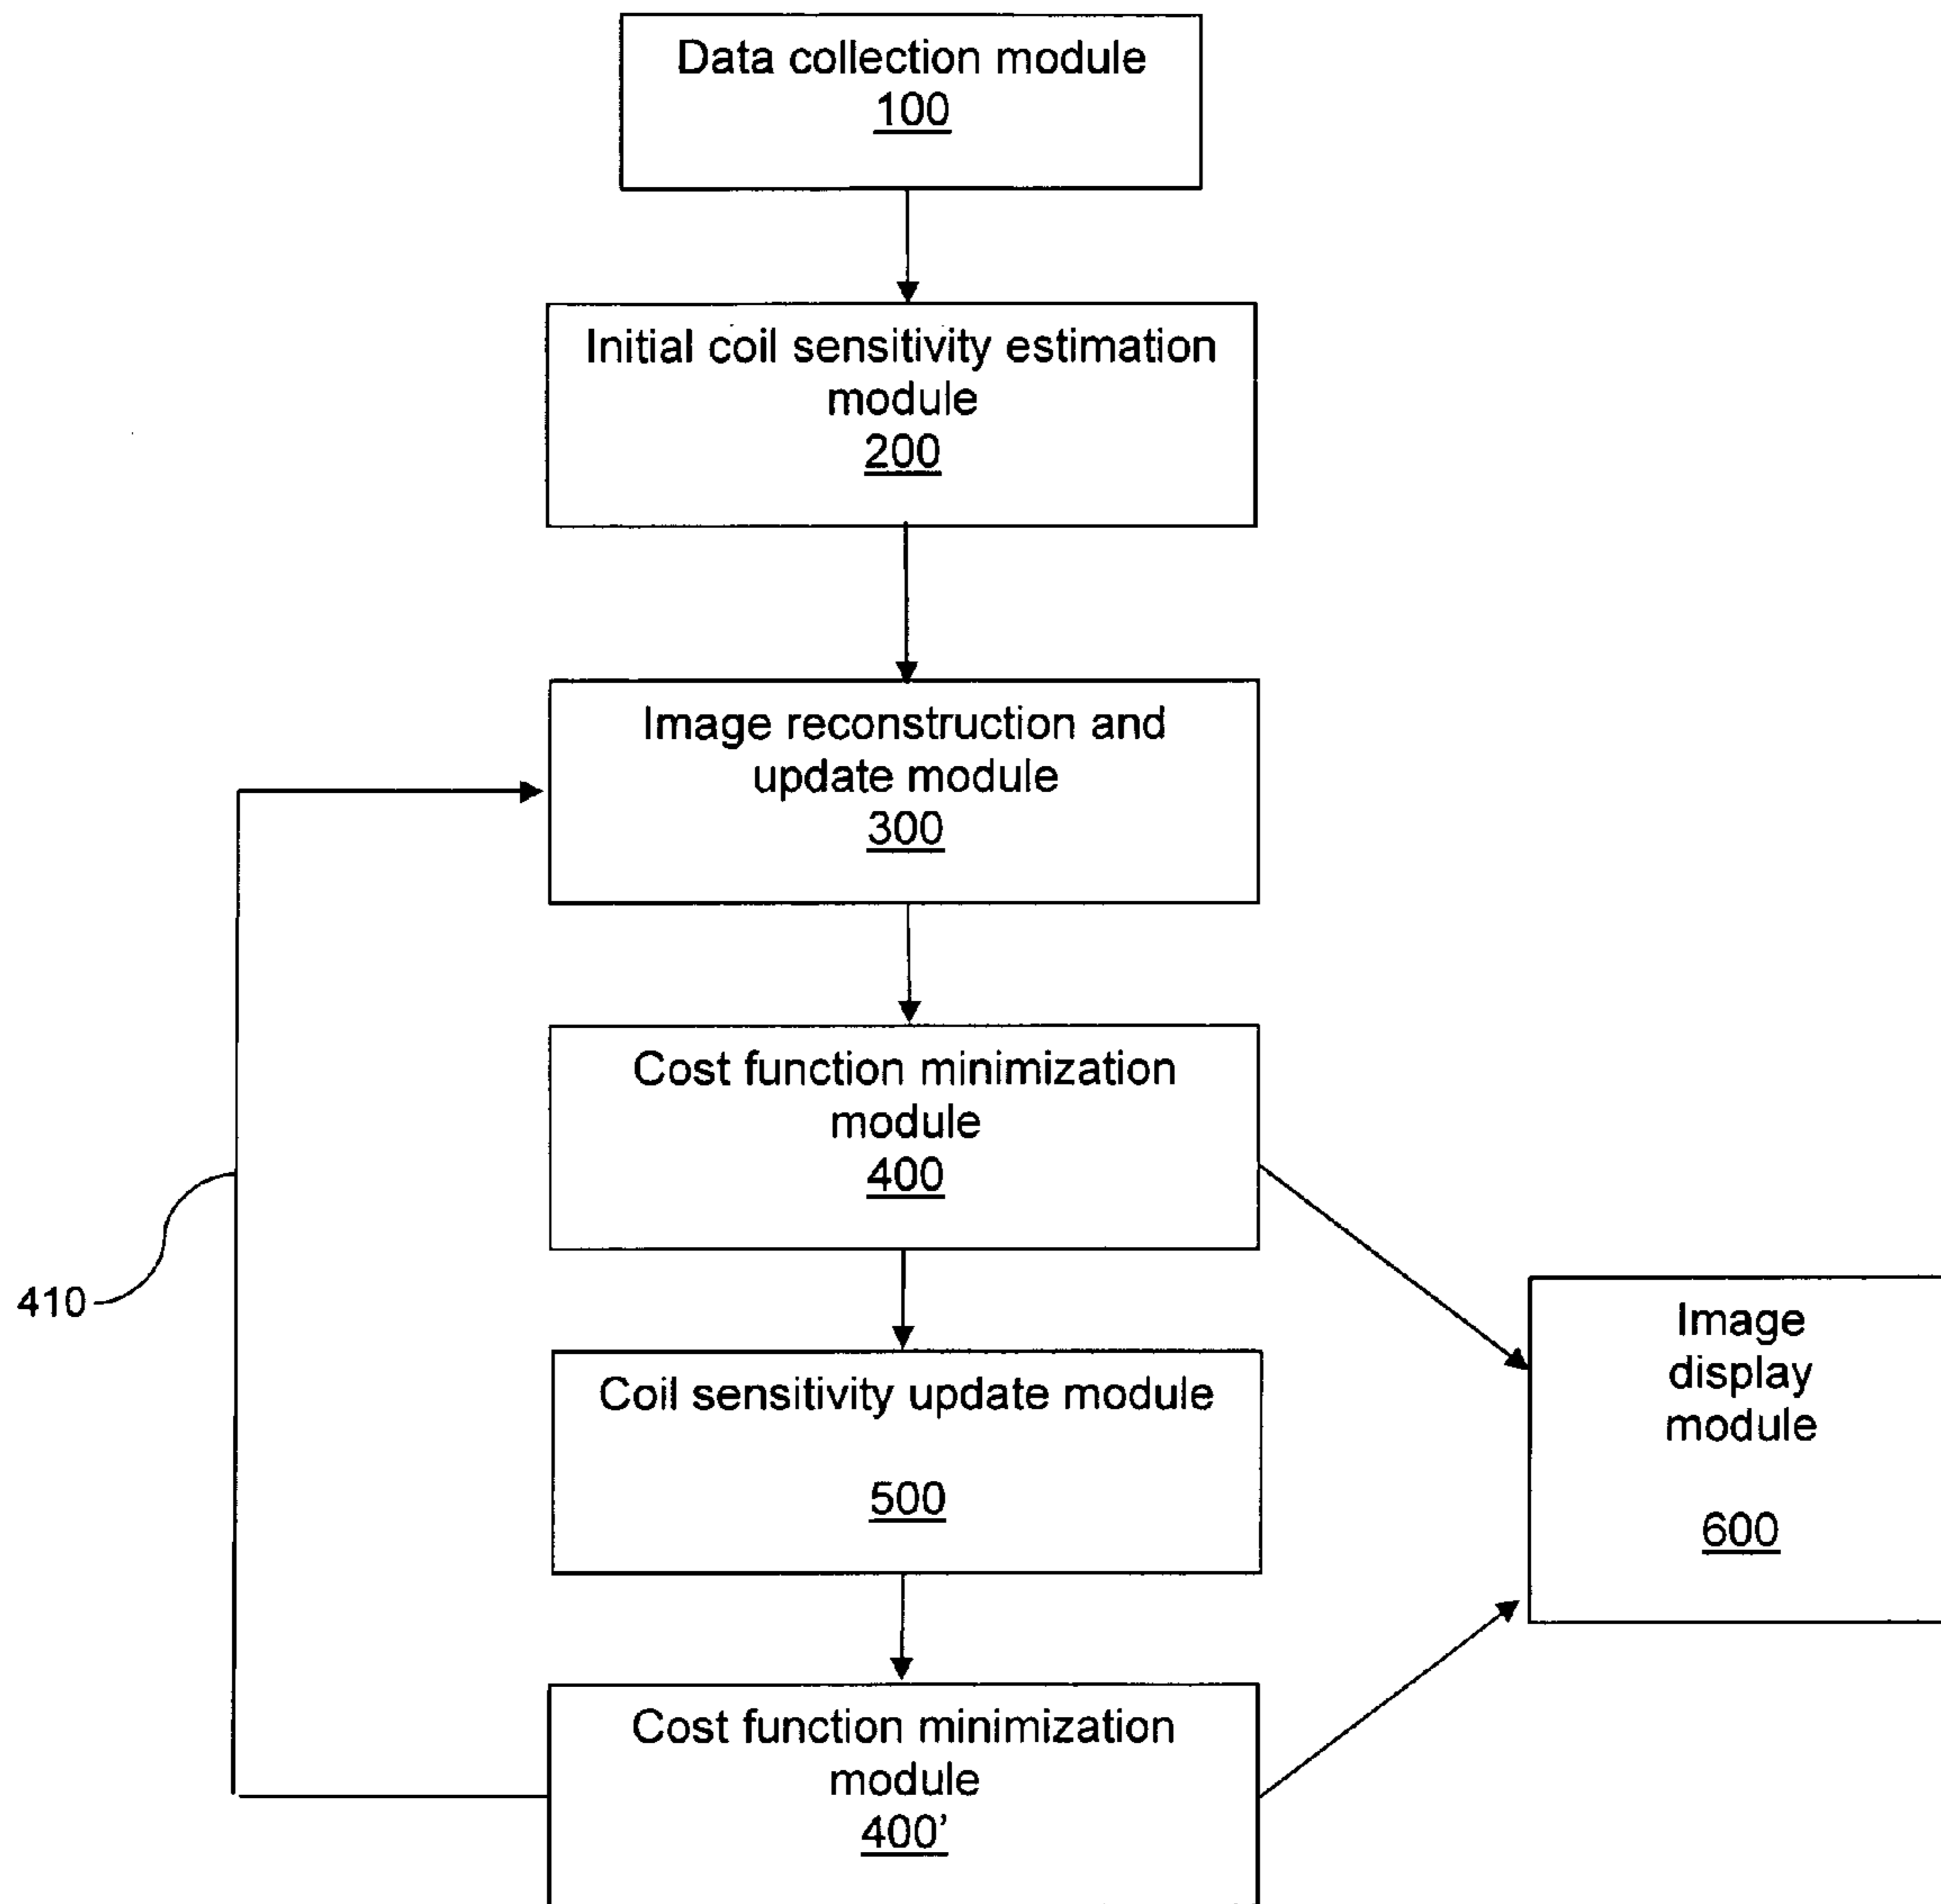 Data collection module
100
Initial coil sensitivity estimation
module
200
Image reconstruction and
update module
300
Cost function minimization
module
400
410
Coil sensitivity update module
500
Image
display
module
600
Cost function minimization
module
400’